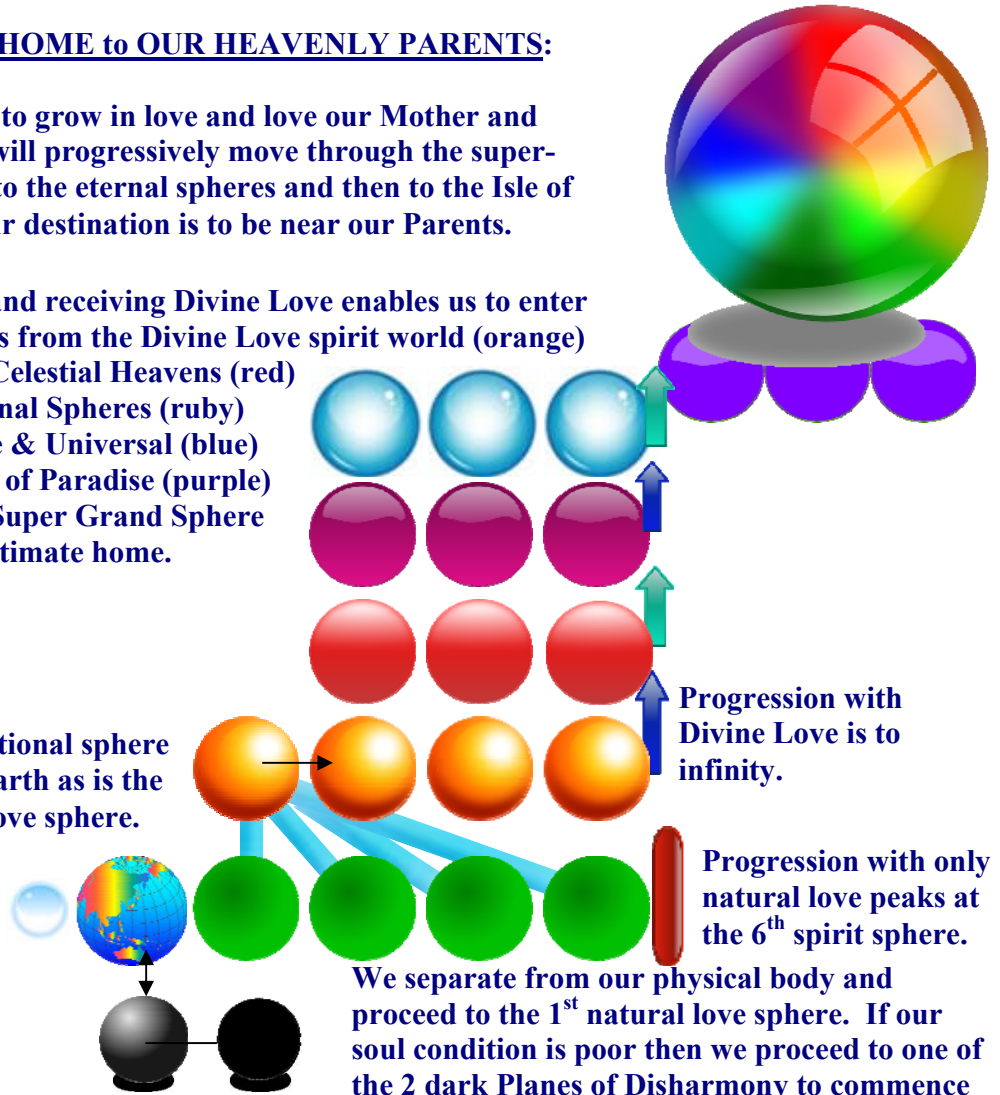 HOME to OUR HEAVENLY PARENTS:
to grow in love and love our Mother and
will progressively move through the super-
to the eternal spheres and then to the Isle of
r destination is to be near our Parents.
and receiving Divine Love enables us to enter
s from the Divine Love spirit world (orange)
Celestial Heavens (red)
nal Spheres (ruby)
e & Universal (blue)
of Paradise (purple)
Super Grand Sphere
timate home.
Progression with
Divine Love is to
infinity.
tional sphere
arth as is the
ove sphere.
Progression with only
natural love peaks at
the 6th spirit sphere.
We separate from our physical body and
proceed to the 1st natural love sphere.  If our
soul condition is poor then we proceed to one of
the 2 dark Planes of Disharmony to commence